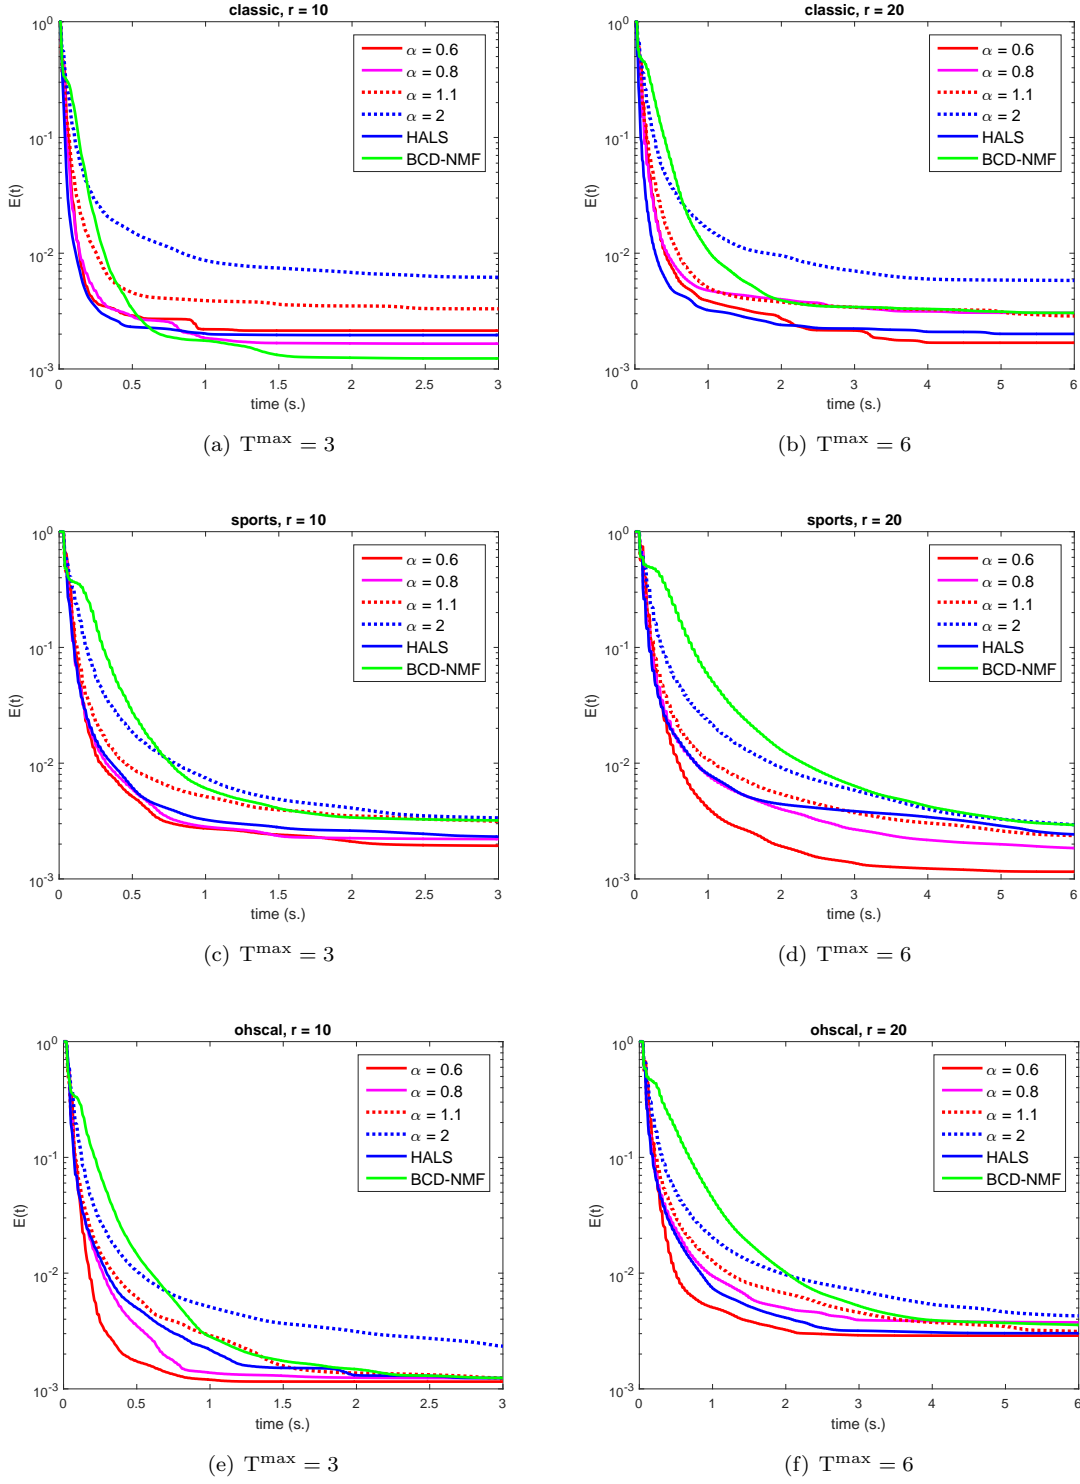 classic, r = 10
10^0
10^-1
10^-2
10^-3
E(t)
α = 0.6
α = 0.8
α = 1.1
α = 2
HALS
BCD-NMF
0 0.5 1 1.5 2 2.5 3
time (s.)
(a) T^max = 3
classic, r = 20
10^0
10^-1
10^-2
10^-3
E(t)
α = 0.6
α = 0.8
α = 1.1
α = 2
HALS
BCD-NMF
0 1 2 3 4 5 6
time (s.)
(b) T^max = 6
sports, r = 10
10^0
10^-1
10^-2
10^-3
E(t)
α = 0.6
α = 0.8
α = 1.1
α = 2
HALS
BCD-NMF
0 0.5 1 1.5 2 2.5 3
time (s.)
(c) T^max = 3
sports, r = 20
10^0
10^-1
10^-2
10^-3
E(t)
α = 0.6
α = 0.8
α = 1.1
α = 2
HALS
BCD-NMF
0 1 2 3 4 5 6
time (s.)
(d) T^max = 6
ohscal, r = 10
10^0
10^-1
10^-2
10^-3
E(t)
α = 0.6
α = 0.8
α = 1.1
α = 2
HALS
BCD-NMF
0 0.5 1 1.5 2 2.5 3
time (s.)
(e) T^max = 3
ohscal, r = 20
10^0
10^-1
10^-2
10^-3
E(t)
α = 0.6
α = 0.8
α = 1.1
α = 2
HALS
BCD-NMF
0 1 2 3 4 5 6
time (s.)
(f) T^max = 6